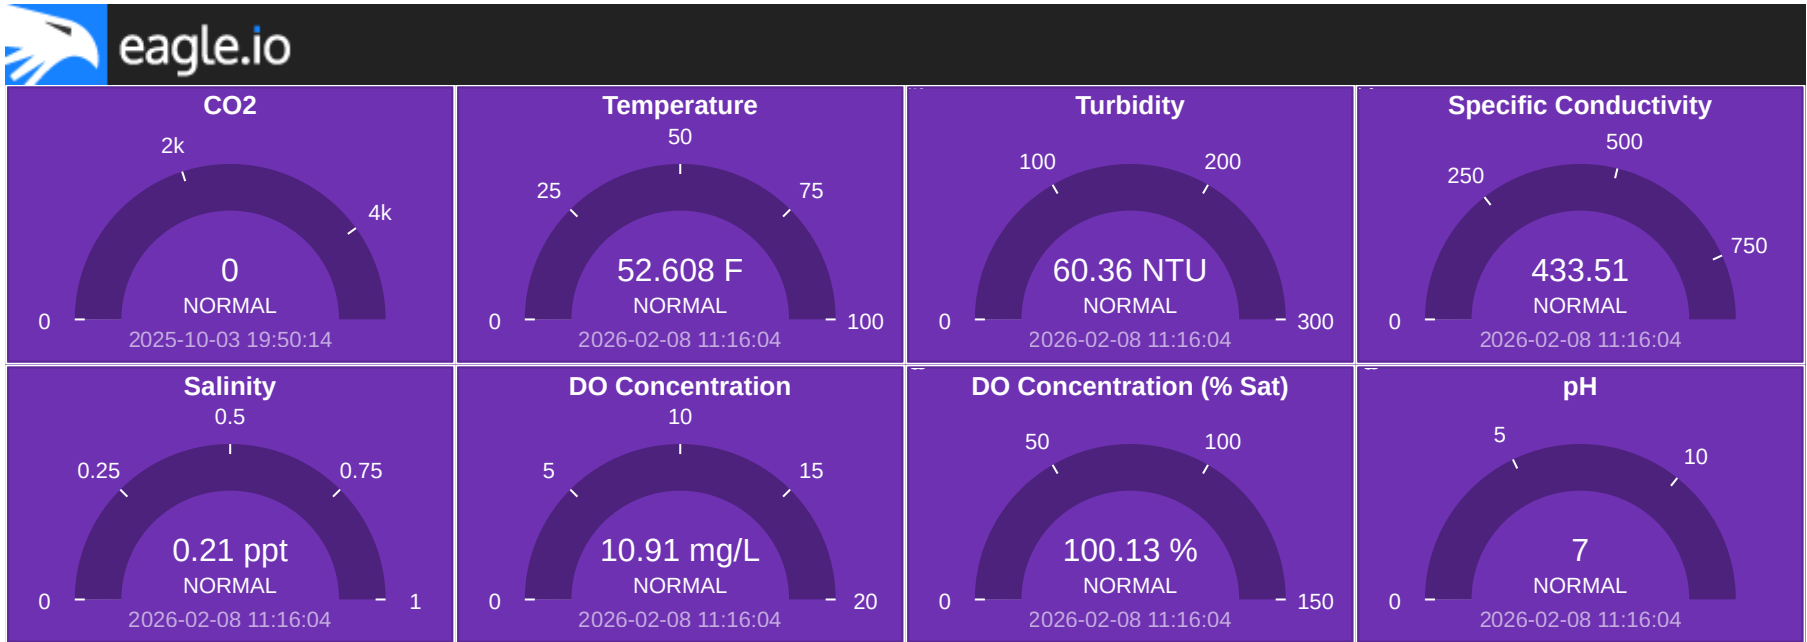 eagle.io
CO2
2k
4k
0
0
NORMAL
2025-10-03 19:50:14
Temperature
50
25
75
52.608 F
NORMAL
0
100
2026-02-08 11:16:04
Turbidity
100
200
60.36 NTU
NORMAL
0
300
2026-02-08 11:16:04
Specific Conductivity
500
250
750
433.51
NORMAL
0
2026-02-08 11:16:04
Salinity
0.5
0.25
0.75
0.21 ppt
NORMAL
0
1
2026-02-08 11:16:04
DO Concentration
10
5
15
10.91 mg/L
NORMAL
0
20
2026-02-08 11:16:04
DO Concentration (% Sat)
50
100
100.13 %
NORMAL
0
150
2026-02-08 11:16:04
pH
5
10
7
NORMAL
0
2026-02-08 11:16:04